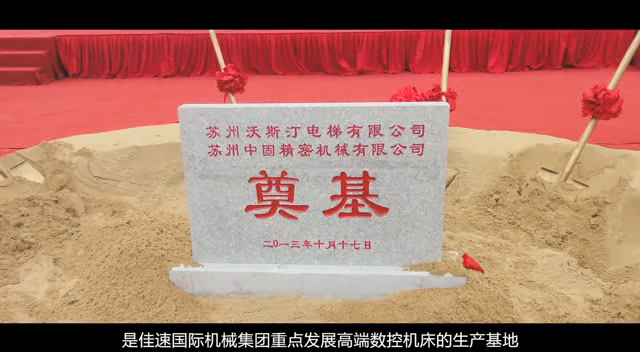 苏州沃斯汀电梯有限公司
苏州中固精密机械有限公司
奠基
二0一三年十月十七日
是佳速国际机械集团重点发展高端数控机床的生产基地